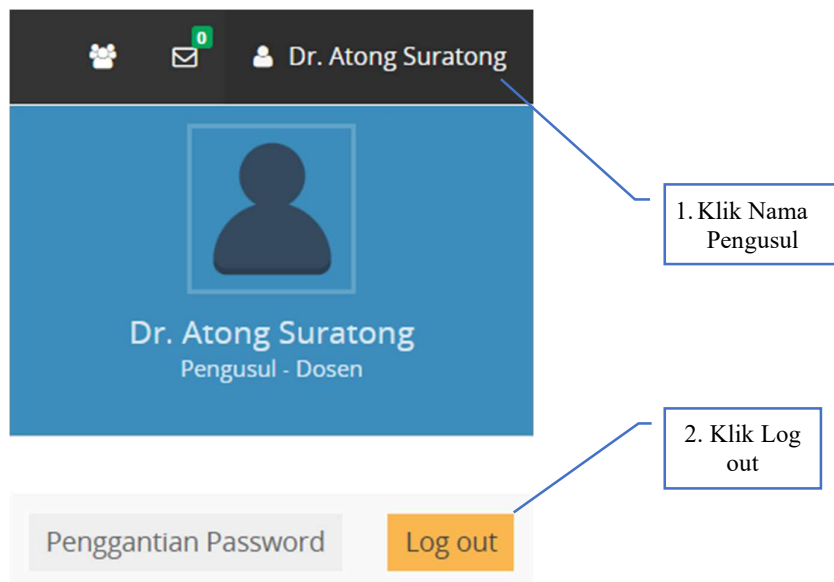 0
Dr. Atong Suratong
1. Klik Nama
Pengusul
Dr. Atong Suratong
Pengusul - Dosen
2. Klik Log
out
Penggantian Password
Log out